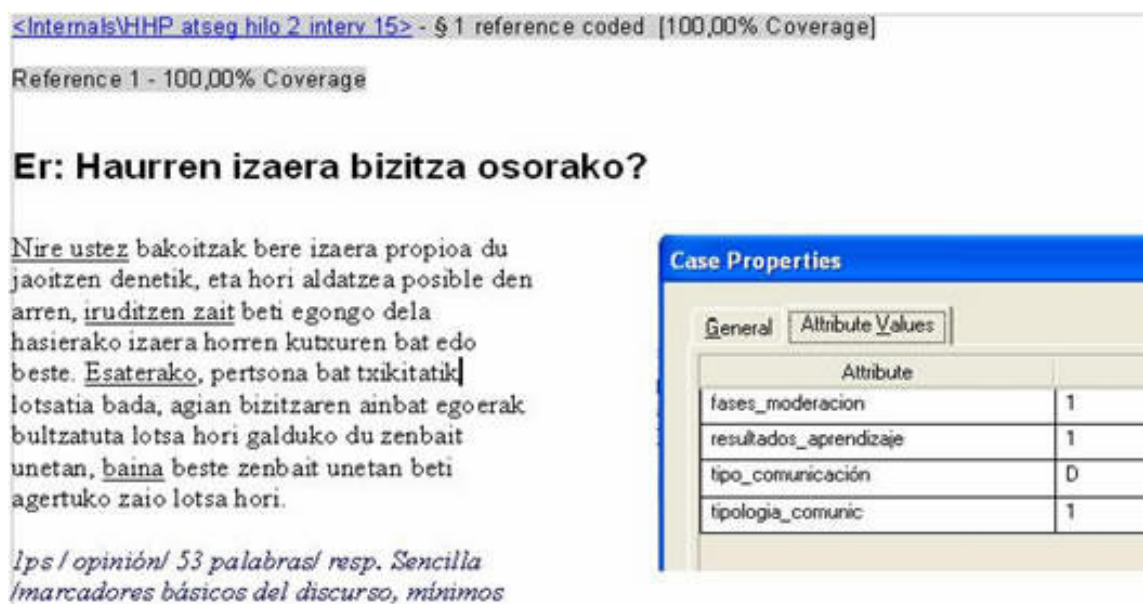 <Internals\HHP atseg hilo 2 interv 15> - § 1 reference coded [100,00% Coverage]
Reference 1 - 100,00% Coverage
Er: Haurren izaera bizitza osorako?
Nire ustez bakoitzak bere izaera propioa du
jaoitzen denetik, eta hori aldatzea posible den
arren, iruditzen zait beti egongo dela
hasierako izaera horren kutxuren bat edo
beste. Esaterako, pertsona bat txikitatik
lotsatia bada, agian bizitzaren ainbat egoerak
bultzatuta lotsa hori galduko du zenbait
unetan, baina beste zenbait unetan beti
agertuko zaio lotsa hori.
1ps / opinión/ 53 palabras/ resp. Sencilla
/marcadores básicos del discurso, mínimos
Case Properties
General Attribute Values
Attribute
fases_moderacion 1
resultados_aprendizaje 1
tipo_comunicación D
tipologia_comunic 1